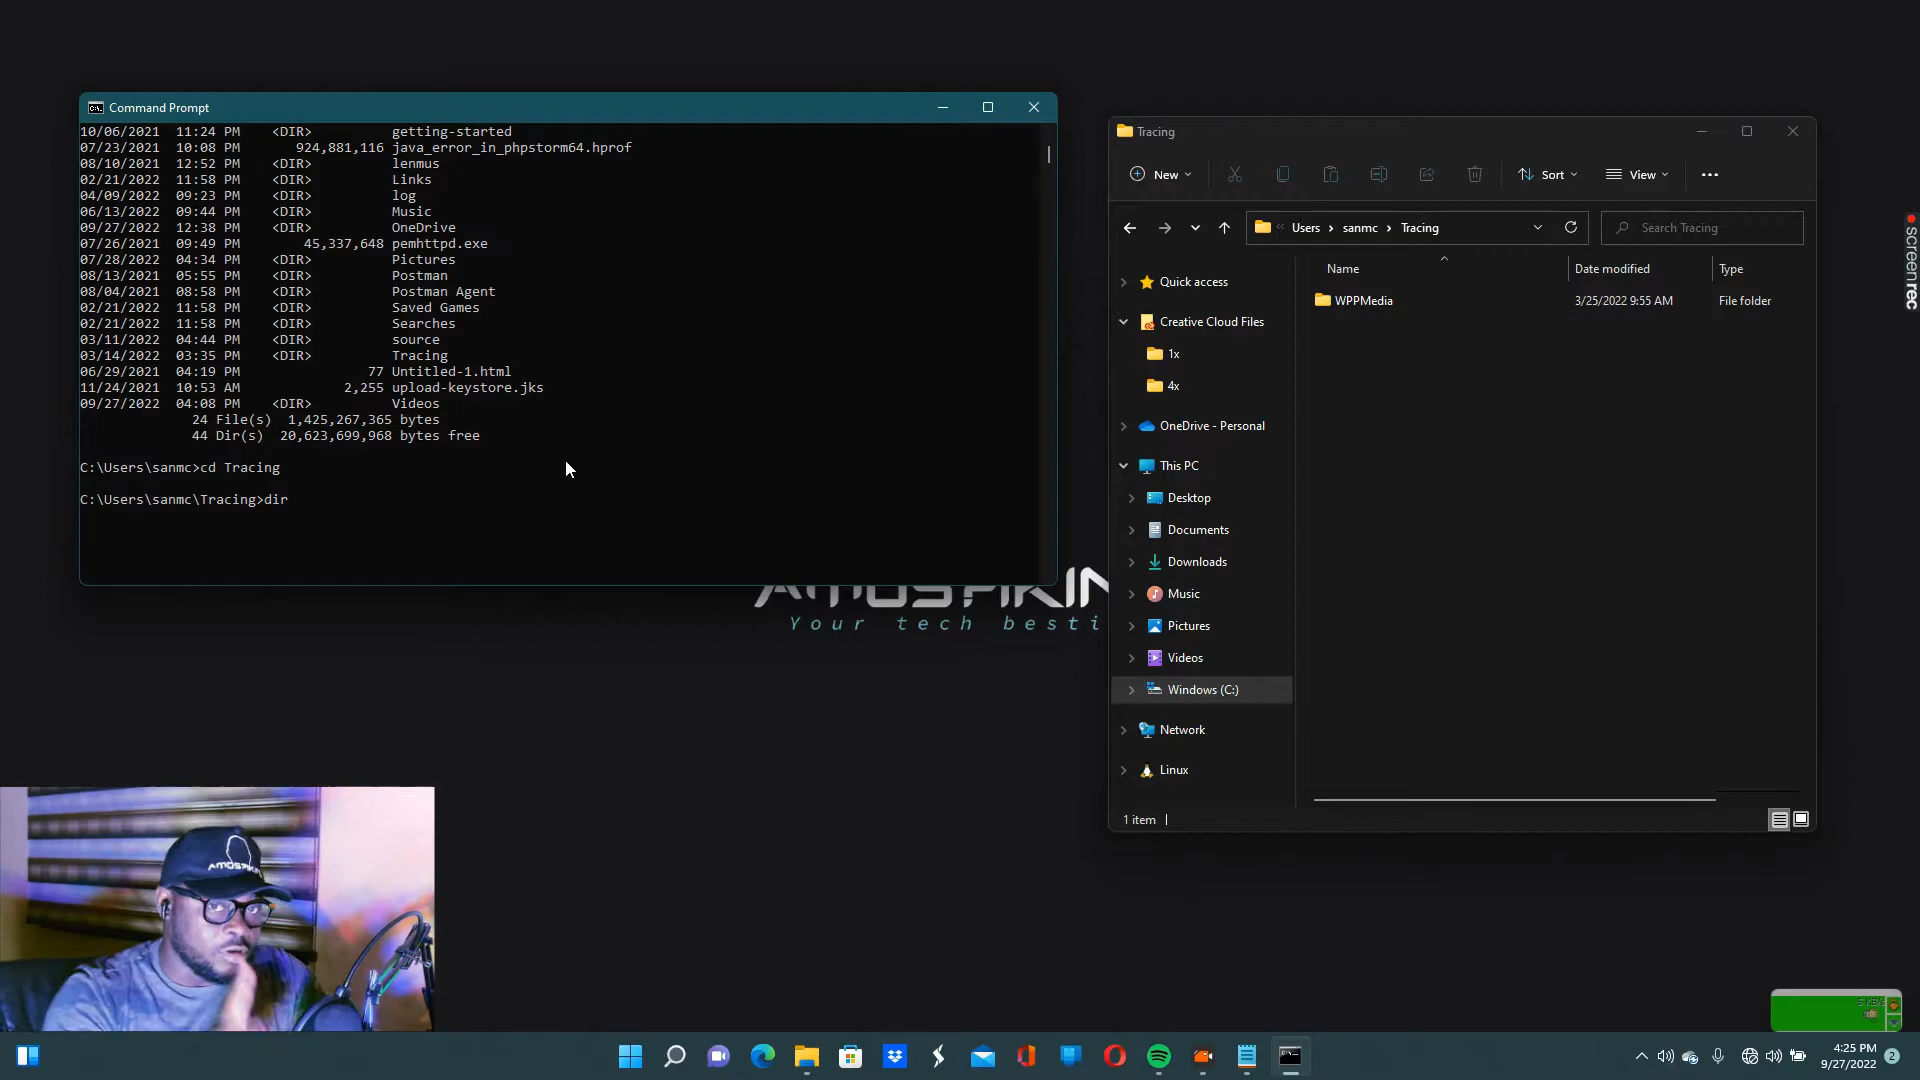 Command Prompt
10/06/2021 11:24 PM <DIR> getting-started
07/23/2021 10:08 PM 924,881,116 java_error_in_phpstorm64.hprof
08/10/2021 12:52 PM <DIR> lenmus
02/21/2022 11:58 PM <DIR> Links
04/09/2022 09:23 PM <DIR> log
06/13/2022 09:44 PM <DIR> Music
09/27/2022 12:38 PM <DIR> OneDrive
07/26/2021 09:49 PM 45,337,648 pemhttpd.exe
07/28/2022 04:34 PM <DIR> Pictures
08/13/2021 05:55 PM <DIR> Postman
08/04/2021 08:58 PM <DIR> Postman Agent
02/21/2022 11:58 PM <DIR> Saved Games
02/21/2022 11:58 PM <DIR> Searches
03/11/2022 04:44 PM <DIR> source
03/14/2022 03:35 PM <DIR> Tracing
06/29/2021 04:19 PM 77 Untitled-1.html
11/24/2021 10:53 AM 2,255 upload-keystore.jks
09/27/2022 04:08 PM <DIR> Videos
24 File(s) 1,425,267,365 bytes
44 Dir(s) 20,623,699,968 bytes free
C:\Users\sanmc>cd Tracing
C:\Users\sanmc\Tracing>dir
Tracing
New Sort View
Users > sanmc > Tracing
Search Tracing
Name Date modified Type
WPPMedia 3/25/2022 9:55 AM File folder
Quick access
Creative Cloud Files
1x
4x
OneDrive - Personal
This PC
Desktop
Documents
Downloads
Music
Pictures
Videos
Windows (C:)
Network
Linux
1 item
screenrec
Your tech besti
AMOSPIKIN
5 KB/s
4:25 PM
9/27/2022
2